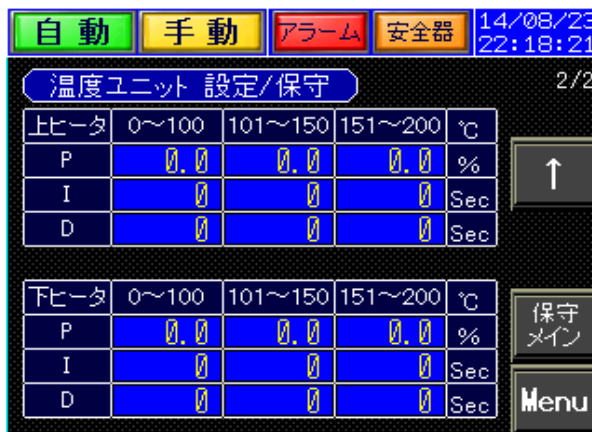 自動 手動 アラーム 安全器 14/08/23
22:18:21
温度ユニット 設定/保守 2/2
上ヒータ 0～100 101～150 151～200 ℃
P 0.0 0.0 0.0 %
↑
I 0 0 0 Sec
D 0 0 0 Sec
下ヒータ 0～100 101～150 151～200 ℃
保守
メイン
P 0.0 0.0 0.0 %
I 0 0 0 Sec
D 0 0 0 Sec
Menu